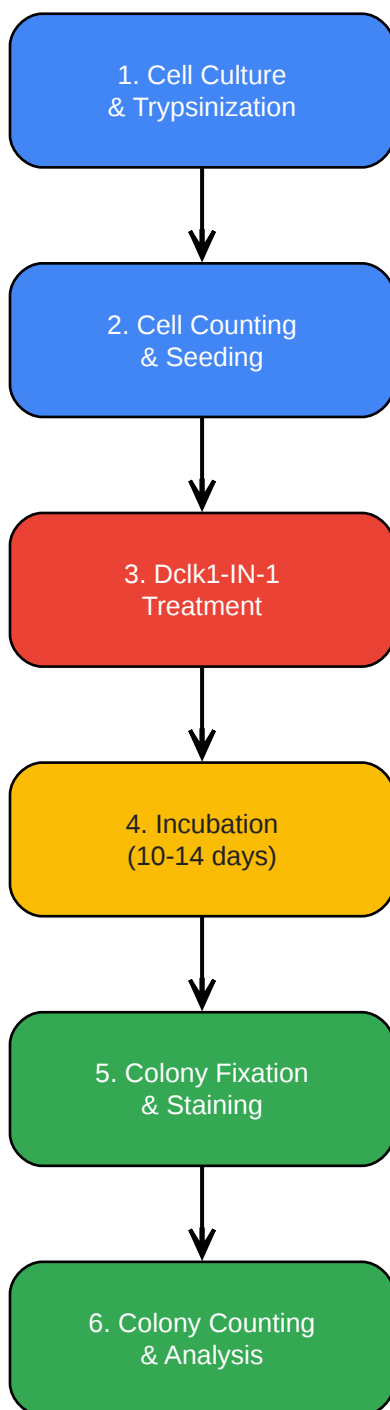 1. Cell Culture
& Trypsinization
2. Cell Counting
& Seeding
3. Dclk1-IN-1
Treatment
4. Incubation
(10-14 days)
5. Colony Fixation
& Staining
6. Colony Counting
& Analysis